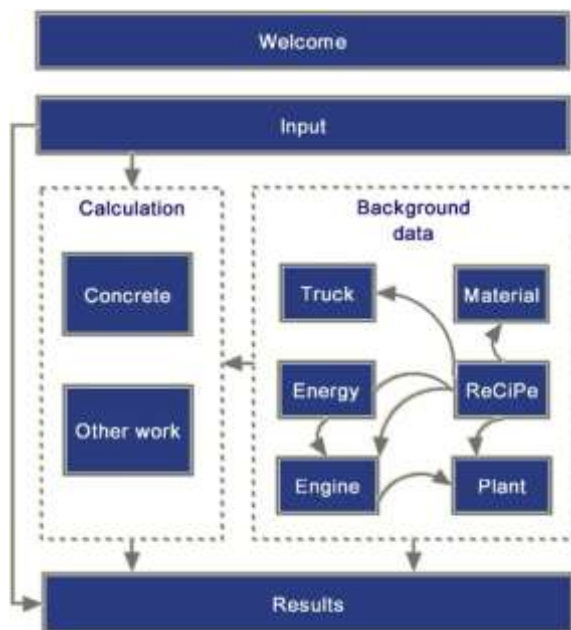 Welcome
Input
Calculation
Background
data
Concrete
Truck
Material
Energy
ReCiPe
Other work
Engine
Plant
Results